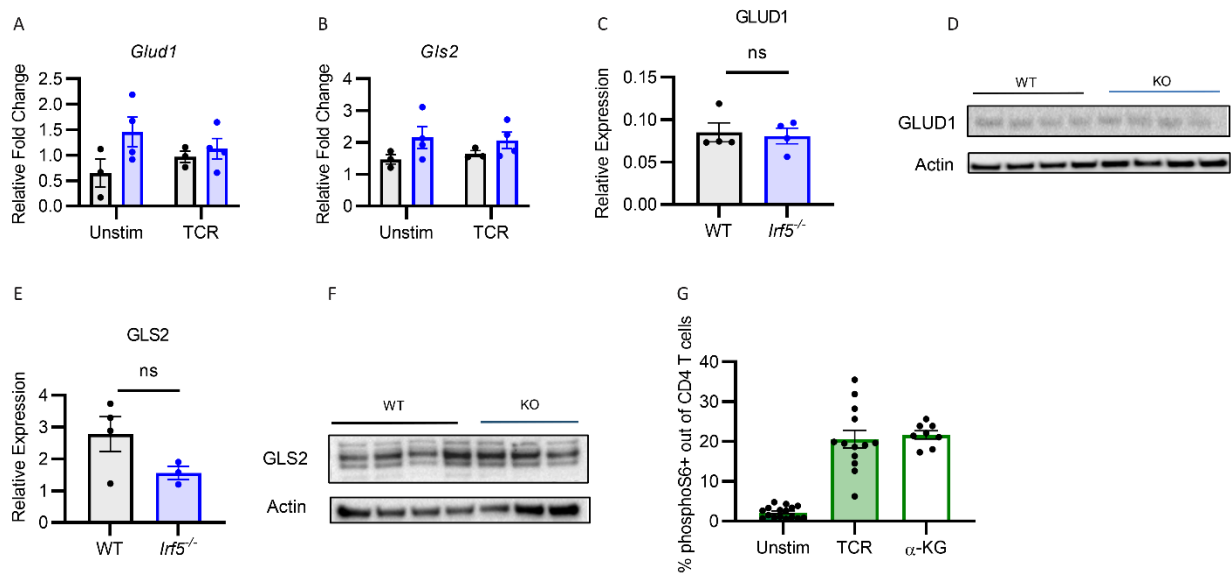 A
Glud1
Relative Fold Change
2.5
2.0
1.5
1.0
0.5
0.0
Unstim TCR
B
Gls2
Relative Fold Change
4
3
2
1
0
Unstim TCR
C
GLUD1
ns
Relative Expression
0.15
0.10
0.05
0.00
WT Irf5-/-
D
WT KO
GLUD1
Actin
E
GLS2
ns
Relative Expression
4
3
2
1
0
WT Irf5-/-
F
WT KO
GLS2
Actin
G
% phosphoS6+ out of CD4 T cells
40
30
20
10
0
Unstim TCR α-KG